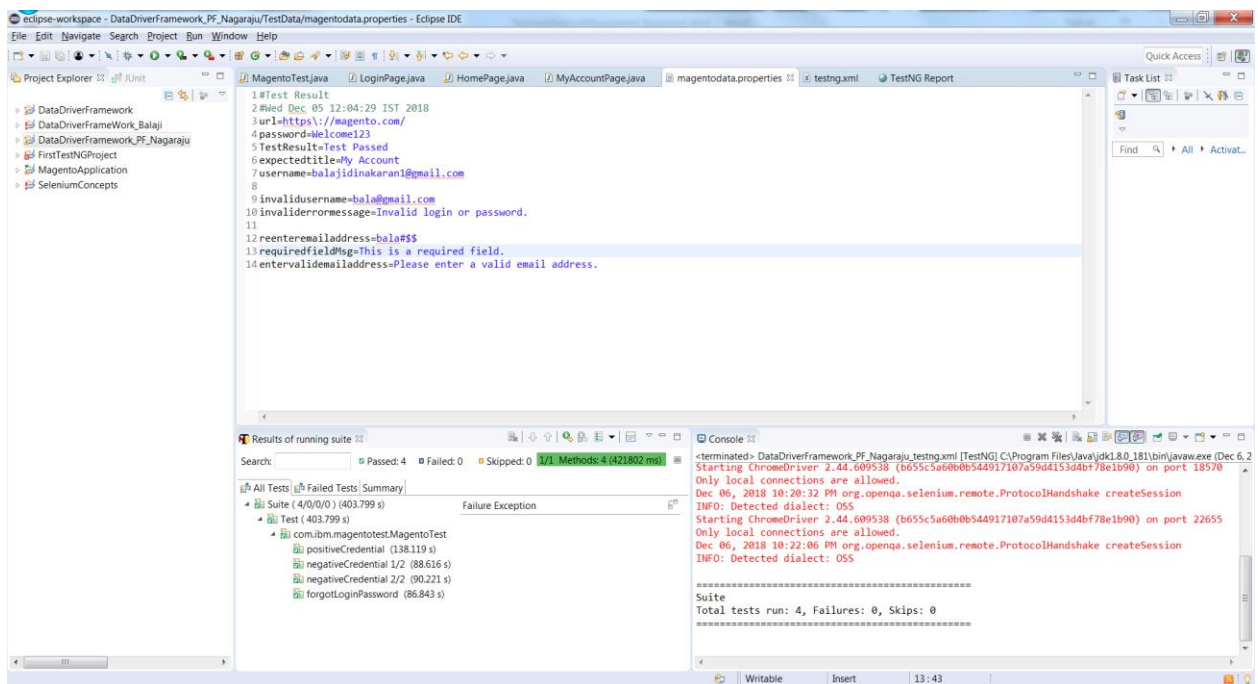 eclipse-workspace - DataDriverFramework_PF_Nagaraju/TestData/magentodata.properties - Eclipse IDE
File Edit Navigate Search Project Run Window Help
Quick Access
Project Explorer JUnit
DataDriverFramework
DataDriverFrameWork_Balaji
DataDriverFramework_PF_Nagaraju
FirstTestNGProject
MagentoApplication
SeleniumConcepts
MagentoTest.java LoginPage.java HomePage.java MyAccountPage.java magentodata.properties testng.xml TestNG Report
1 #Test Result
2 #Wed Dec 05 12:04:29 IST 2018
3 url=https\://magento.com/
4 password=Welcome123
5 TestResult=Test Passed
6 expectedtitle=My Account
7 username=balajidinakaran1@gmail.com
8
9 invalidusername=bala@gmail.com
10 invaliderrormessage=Invalid login or password.
11
12 reenteremailaddress=bala#$$
13 requiredfieldMsg=This is a required field.
14 entervalidemailaddress=Please enter a valid email address.
Task List
Find All Activat...
Results of running suite
Search: Passed: 4 Failed: 0 Skipped: 0 1/1 Methods: 4 (421802 ms)
All Tests Failed Tests Summary
Suite ( 4/0/0/0 ) (403.799 s)
Test ( 403.799 s)
com.ibm.magentotest.MagentoTest
positiveCredential (138.119 s)
negativeCredential 1/2 (88.616 s)
negativeCredential 2/2 (90.221 s)
forgotLoginPassword (86.843 s)
Failure Exception
Console
<terminated> DataDriverFramework_PF_Nagaraju_testng.xml [TestNG] C:\Program Files\Java\jdk1.8.0_181\bin\javaw.exe (Dec 6, 2
Starting ChromeDriver 2.44.609538 (b655c5a60b0b544917107a59d4153d4bf78e1b90) on port 18570
Only local connections are allowed.
Dec 06, 2018 10:20:32 PM org.openqa.selenium.remote.ProtocolHandshake createSession
INFO: Detected dialect: OSS
Starting ChromeDriver 2.44.609538 (b655c5a60b0b544917107a59d4153d4bf78e1b90) on port 22655
Only local connections are allowed.
Dec 06, 2018 10:22:06 PM org.openqa.selenium.remote.ProtocolHandshake createSession
INFO: Detected dialect: OSS
===============================================
Suite
Total tests run: 4, Failures: 0, Skips: 0
===============================================
Writable Insert 13 : 43